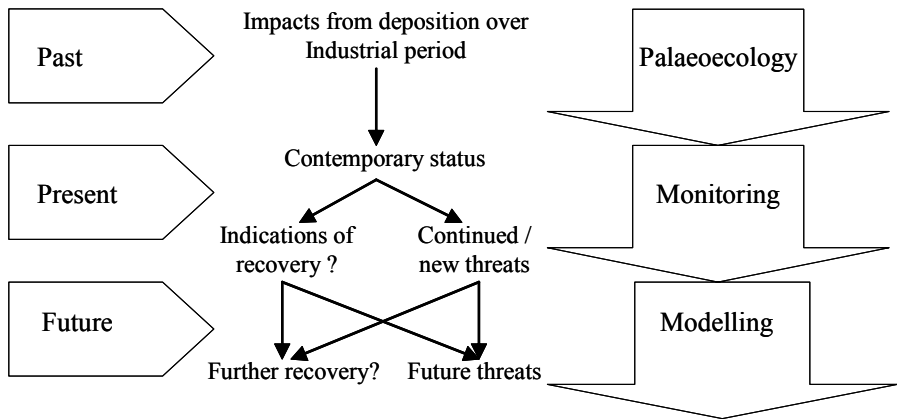 Past
Impacts from deposition over
Industrial period
Palaeoecology
Contemporary status
Present
Monitoring
Indications of
recovery ?
Continued /
new threats
Future
Modelling
Further recovery?
Future threats